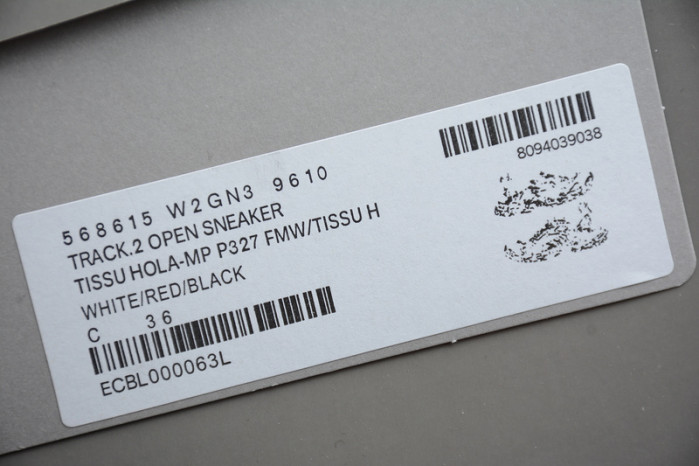 8094039038
568615 W2GN3 9610
TRACK.2 OPEN SNEAKER
TISSU HOLA-MP P327 FMW/TISSU H
WHITE/RED/BLACK
C 36
ECBL000063L